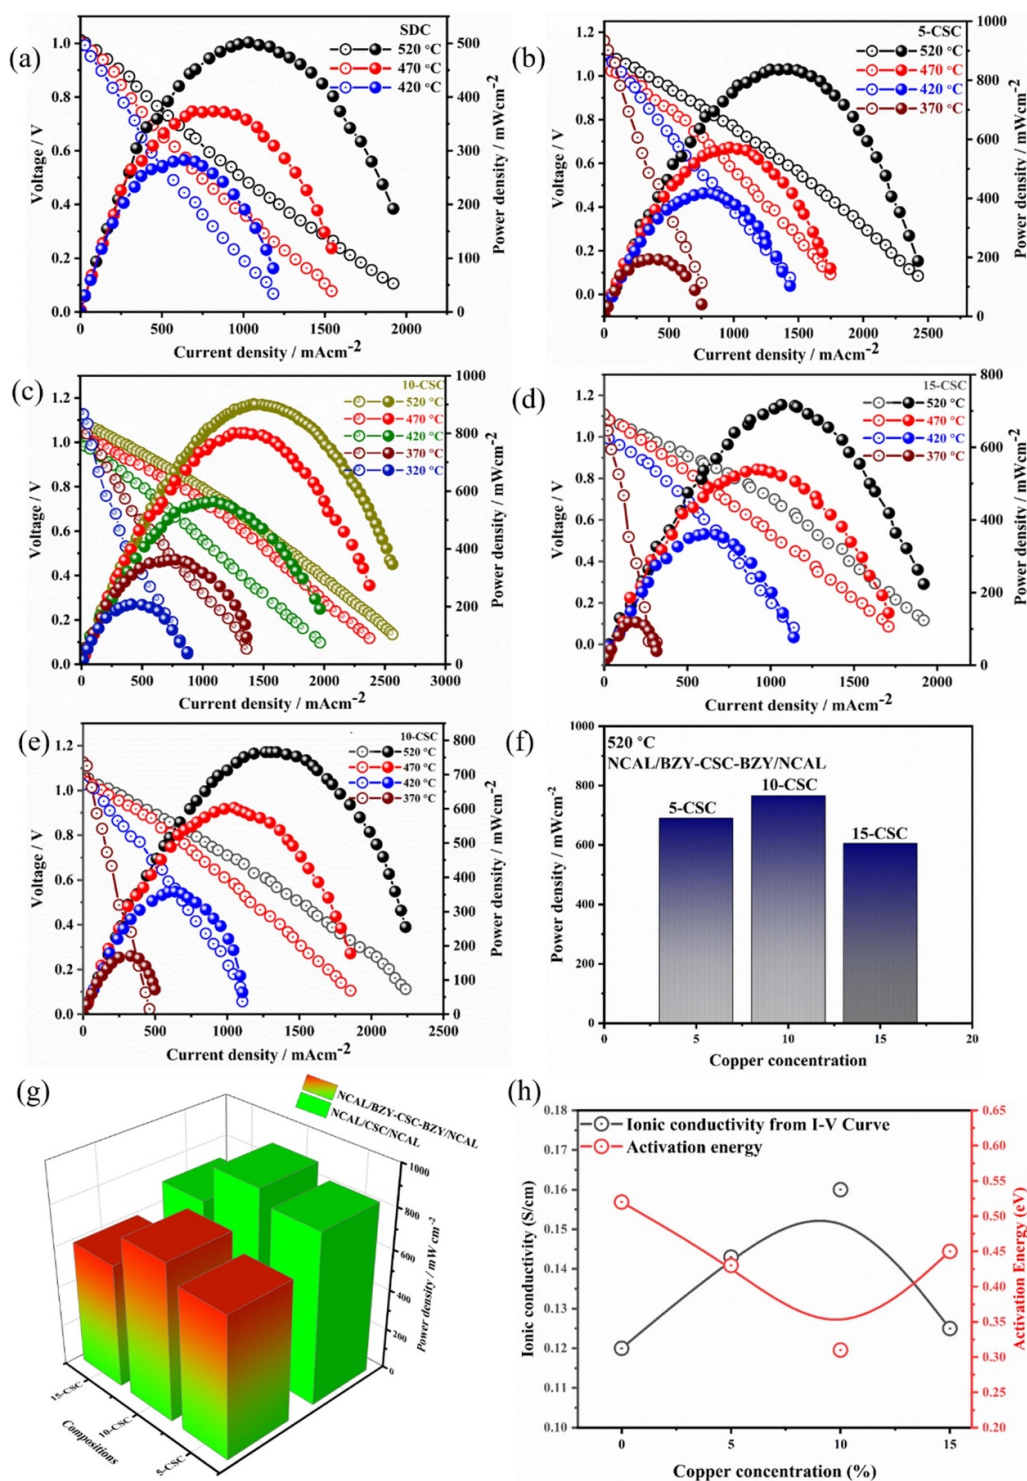 (a)
SDC
520 °C
470 °C
420 °C
1.0
0.8
0.6
0.4
0.2
0.0
Voltage / V
500
400
300
200
100
0
Power density / mWcm-2
0
500
1000
1500
2000
Current density / mAcm-2
(b)
5-CSC
520 °C
470 °C
420 °C
370 °C
1.2
1.0
0.8
0.6
0.4
0.2
0.0
Voltage / V
1000
800
600
400
200
0
Power density / mWcm-2
0
500
1000
1500
2000
2500
Current density / mAcm-2
(c)
10-CSC
520 °C
470 °C
420 °C
370 °C
320 °C
1.2
1.0
0.8
0.6
0.4
0.2
0.0
Voltage / V
1000
800
600
400
200
0
Power density / mWcm-2
0
500
1000
1500
2000
2500
3000
Current density / mAcm-2
(d)
15-CSC
520 °C
470 °C
420 °C
370 °C
1.2
1.0
0.8
0.6
0.4
0.2
0.0
Voltage / V
800
600
400
200
0
Power density / mWcm-2
0
500
1000
1500
2000
Current density / mAcm-2
(e)
10-CSC
520 °C
470 °C
420 °C
370 °C
1.2
1.0
0.8
0.6
0.4
0.2
0.0
Voltage / V
800
700
600
500
400
300
200
100
0
Power density / mWcm-2
0
500
1000
1500
2000
2500
Current density / mAcm-2
(f)
520 °C
NCAL/BZY-CSC-BZY/NCAL
5-CSC
10-CSC
15-CSC
1000
800
600
400
200
0
Power density / mWcm-2
5
10
15
20
Copper concentration
(g)
NCAL/BZY-CSC-BZY/NCAL
NCAL/CSC/NCAL
1000
800
600
400
200
0
Power density / mW cm-2
15-CSC
10-CSC
5-CSC
Compositions
(h)
Ionic conductivity from I-V Curve
Activation energy
0.18
0.17
0.16
0.15
0.14
0.13
0.12
0.11
0.10
Ionic conductivity (S/cm)
0.65
0.60
0.55
0.50
0.45
0.40
0.35
0.30
0.25
0.20
Activation Energy (eV)
0
5
10
15
Copper concentration (%)